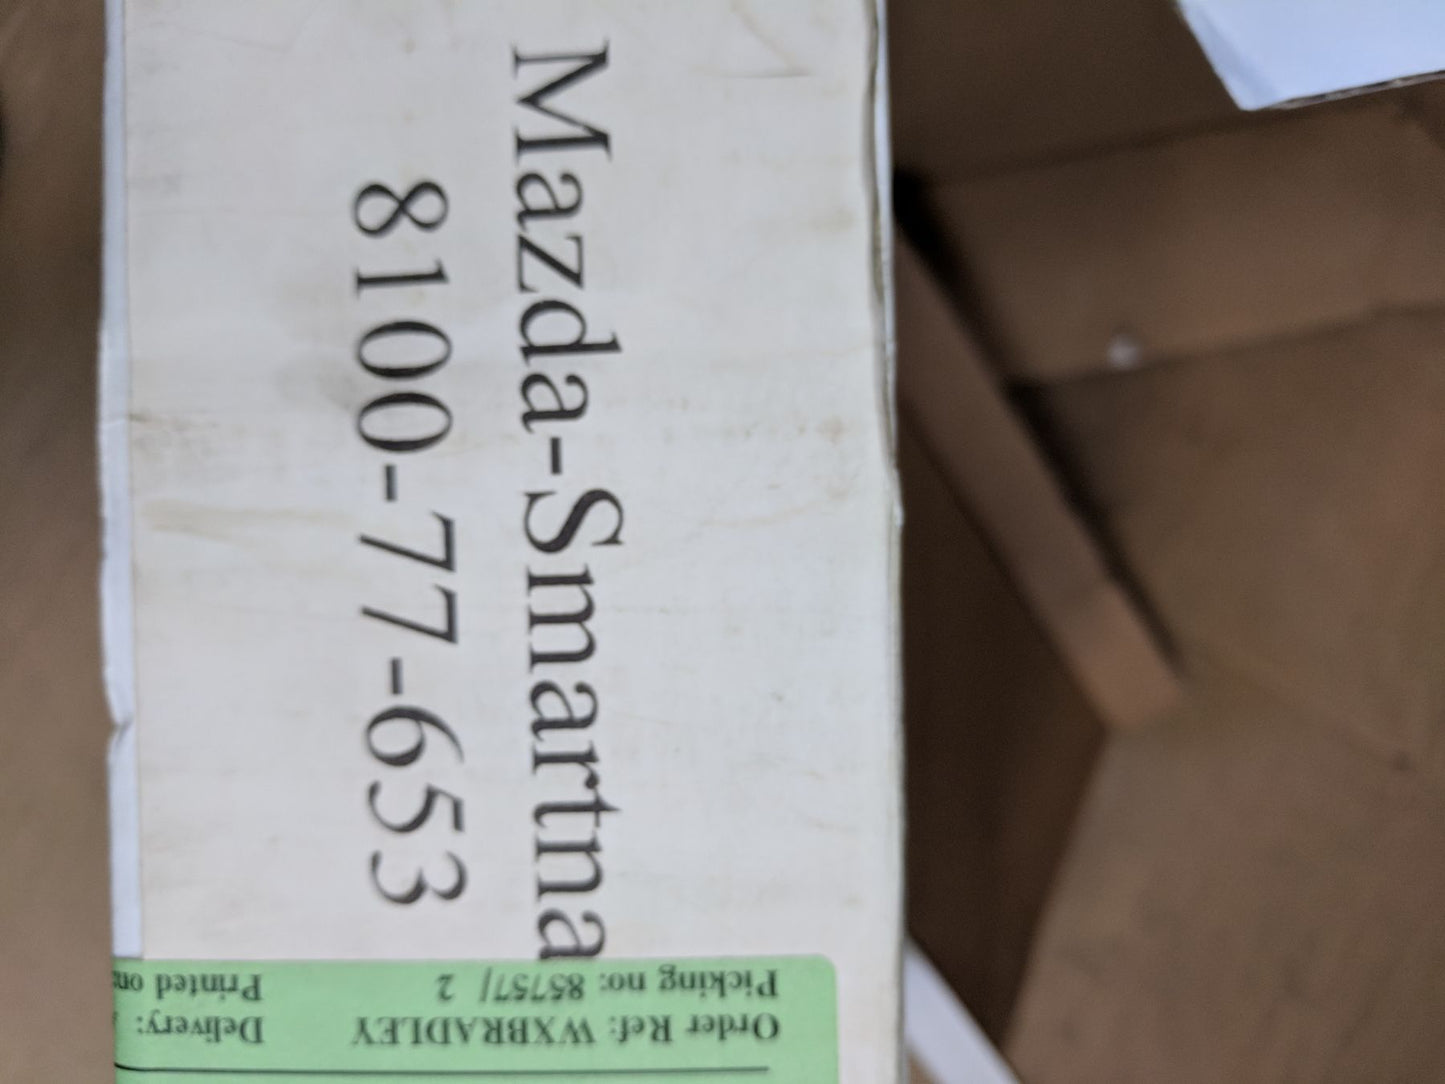 Mazda-Smartna
8100-77-653
Order Ref: WXBRADLEY
Delivery:
Picking no: 85757/ 2
Printed on: